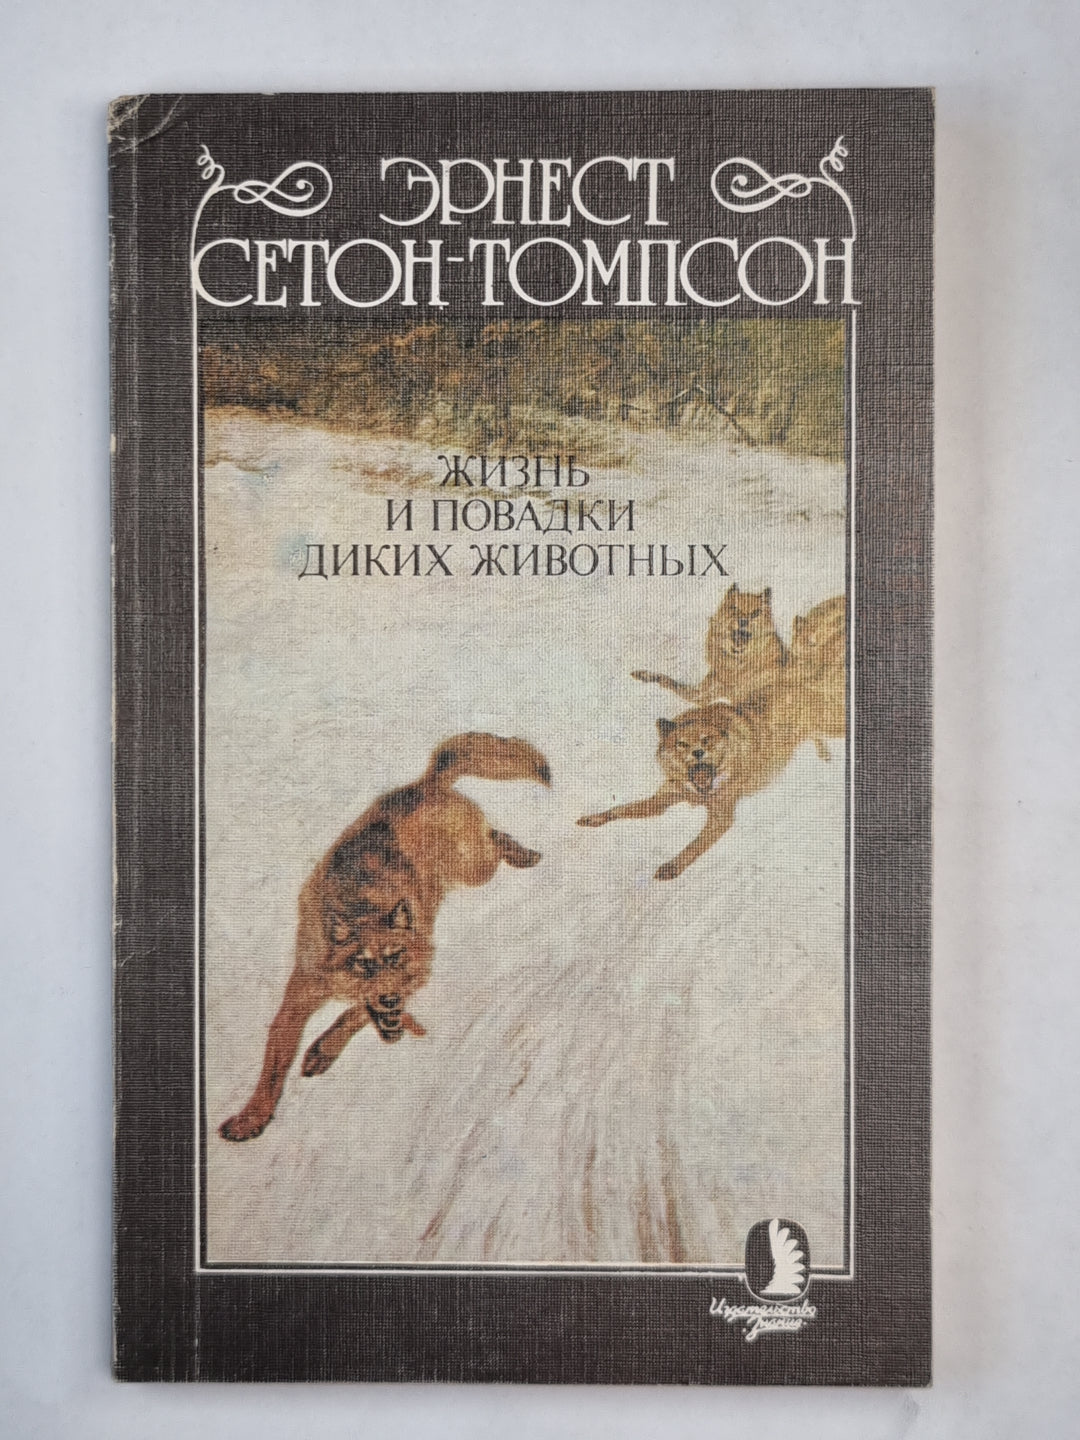 ЭРНЕСТ
СЕТОН-ТОМПСОН
ЖИЗНЬ
И ПОВАДКИ
ДИКИХ ЖИВОТНЫХ
Издательство
Знание